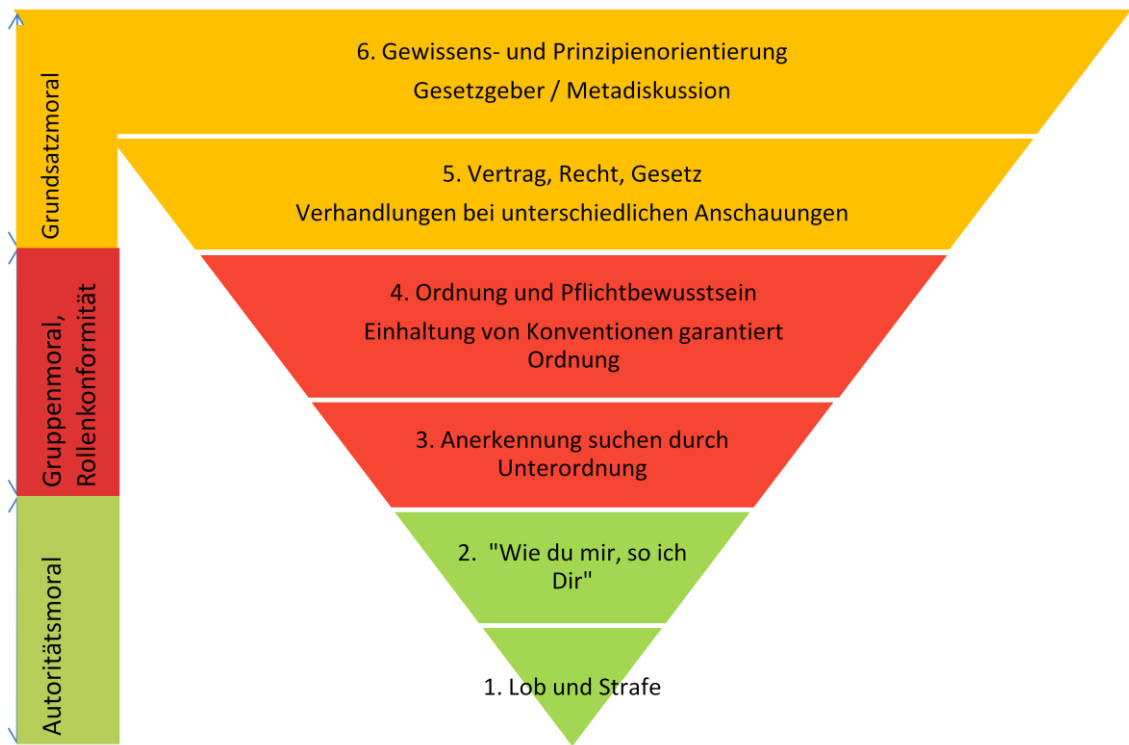 6. Gewissens- und Prinzipienorientierung
Gesetzgeber / Metadiskussion
5. Vertrag, Recht, Gesetz
Verhandlungen bei unterschiedlichen Anschauungen
Grundsatzmoral
4. Ordnung und Pflichtbewusstsein
Einhaltung von Konventionen garantiert
Ordnung
3. Anerkennung suchen durch
Unterordnung
Gruppenmoral,
Rollenkonformität
2. "Wie du mir, so ich
Dir"
1. Lob und Strafe
Autoritätsmoral